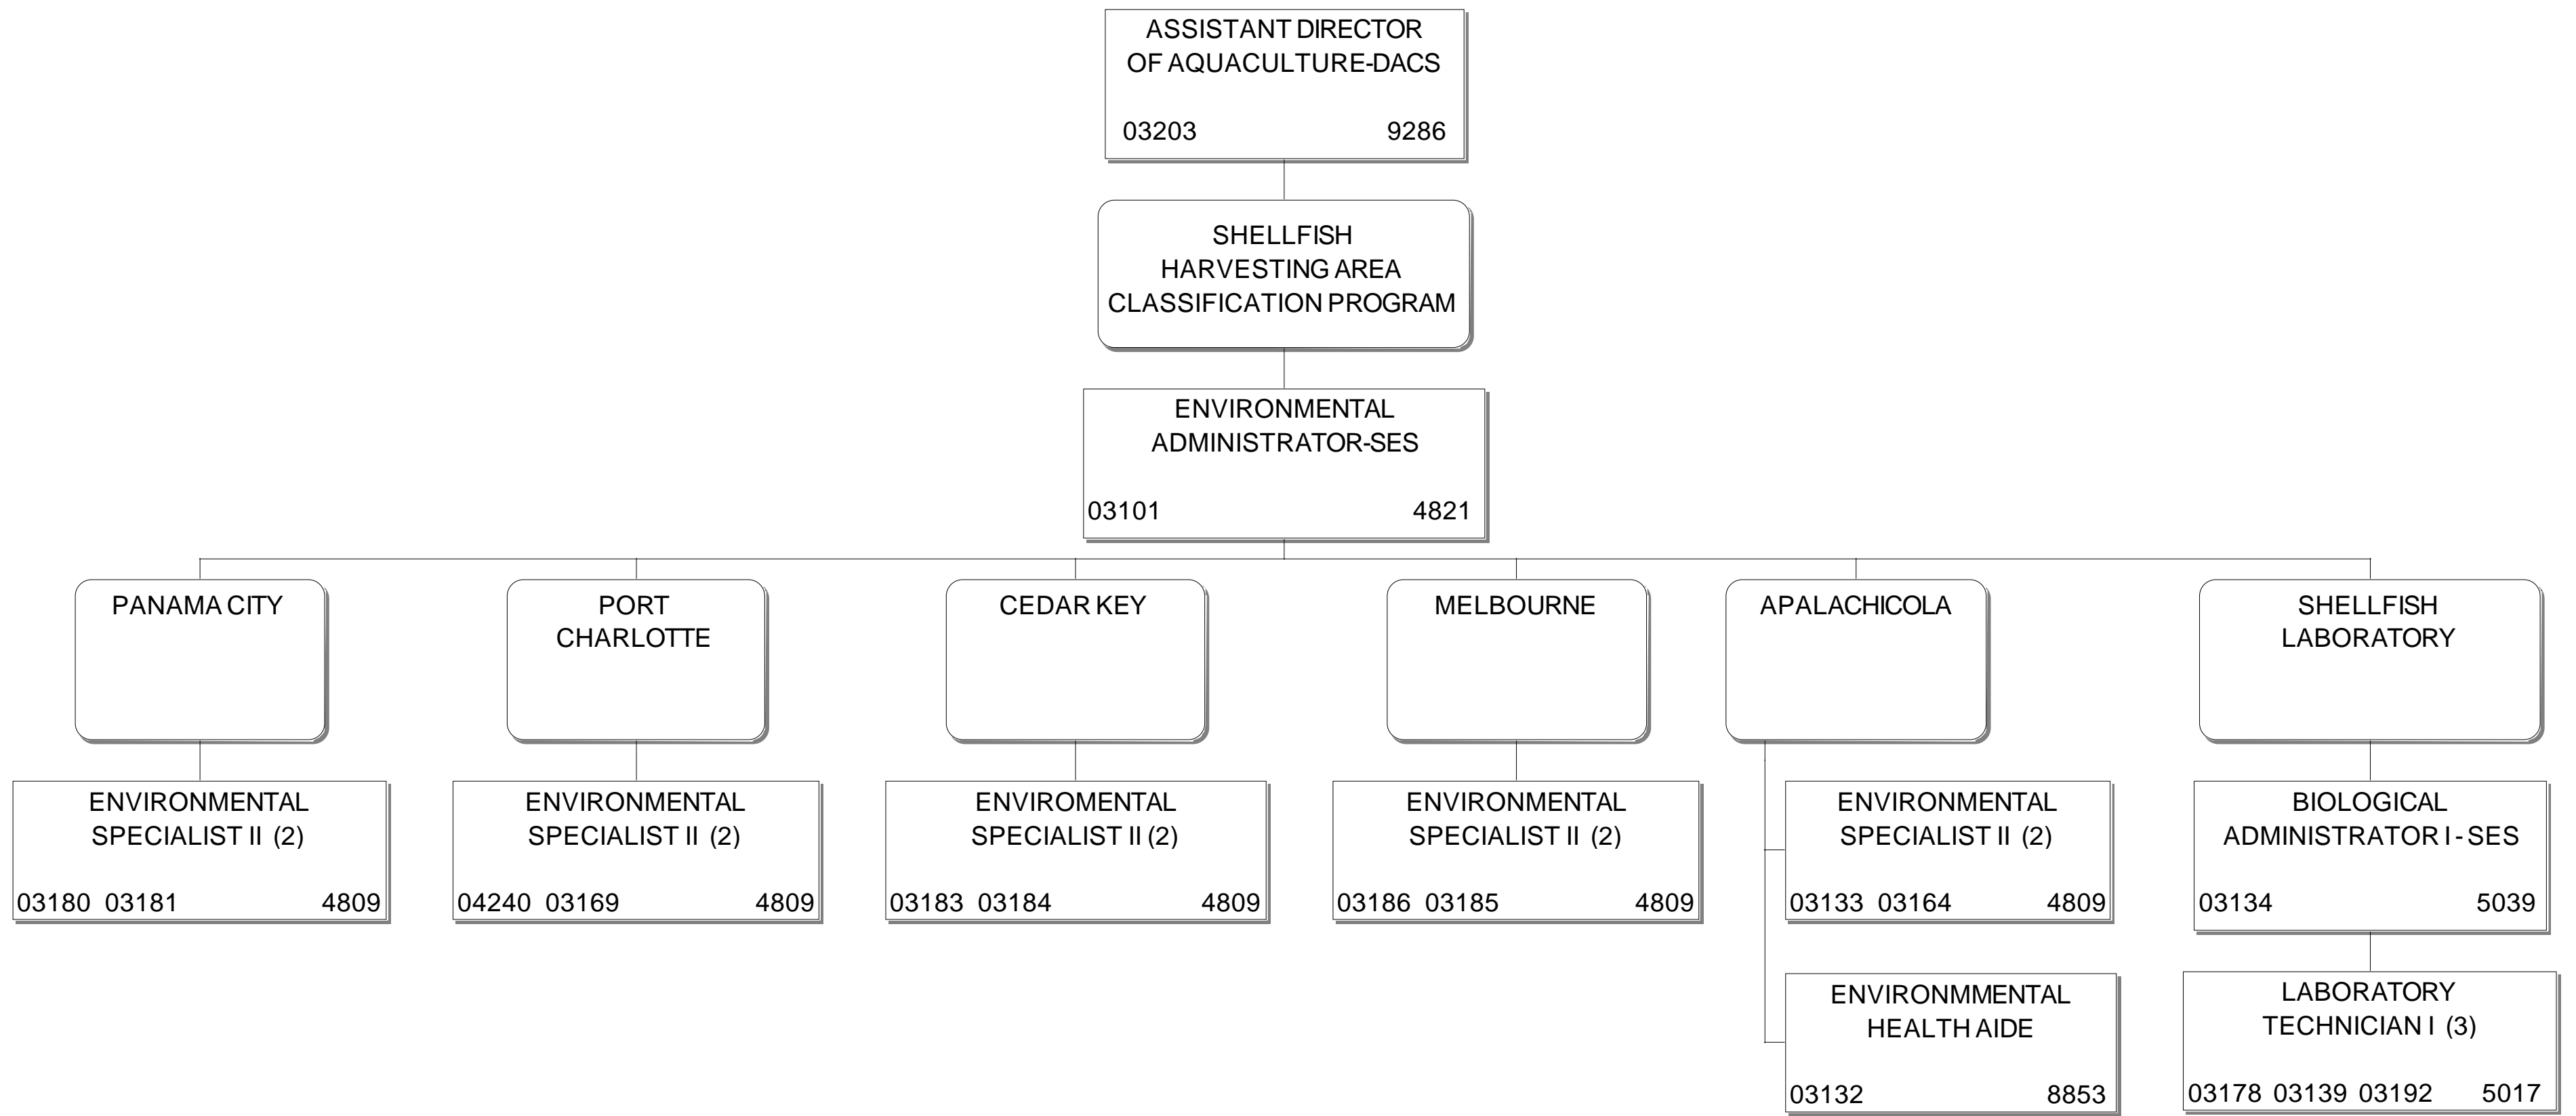 ASSISTANT DIRECTOR
OF AQUACULTURE-DACS
03203 9286
SHELLFISH
HARVESTING AREA
CLASSIFICATION PROGRAM
ENVIRONMENTAL
ADMINISTRATOR-SES
03101 4821
PANAMA CITY
PORT
CHARLOTTE
CEDAR KEY
MELBOURNE
APALACHICOLA
SHELLFISH
LABORATORY
ENVIRONMENTAL
SPECIALIST II (2)
03180 03181 4809
ENVIRONMENTAL
SPECIALIST II (2)
04240 03169 4809
ENVIROMENTAL
SPECIALIST II (2)
03183 03184 4809
ENVIRONMENTAL
SPECIALIST II (2)
03186 03185 4809
ENVIRONMENTAL
SPECIALIST II (2)
03133 03164 4809
BIOLOGICAL
ADMINISTRATOR I - SES
03134 5039
ENVIRONMMENTAL
HEALTH AIDE
03132 8853
LABORATORY
TECHNICIAN I (3)
03178 03139 03192 5017